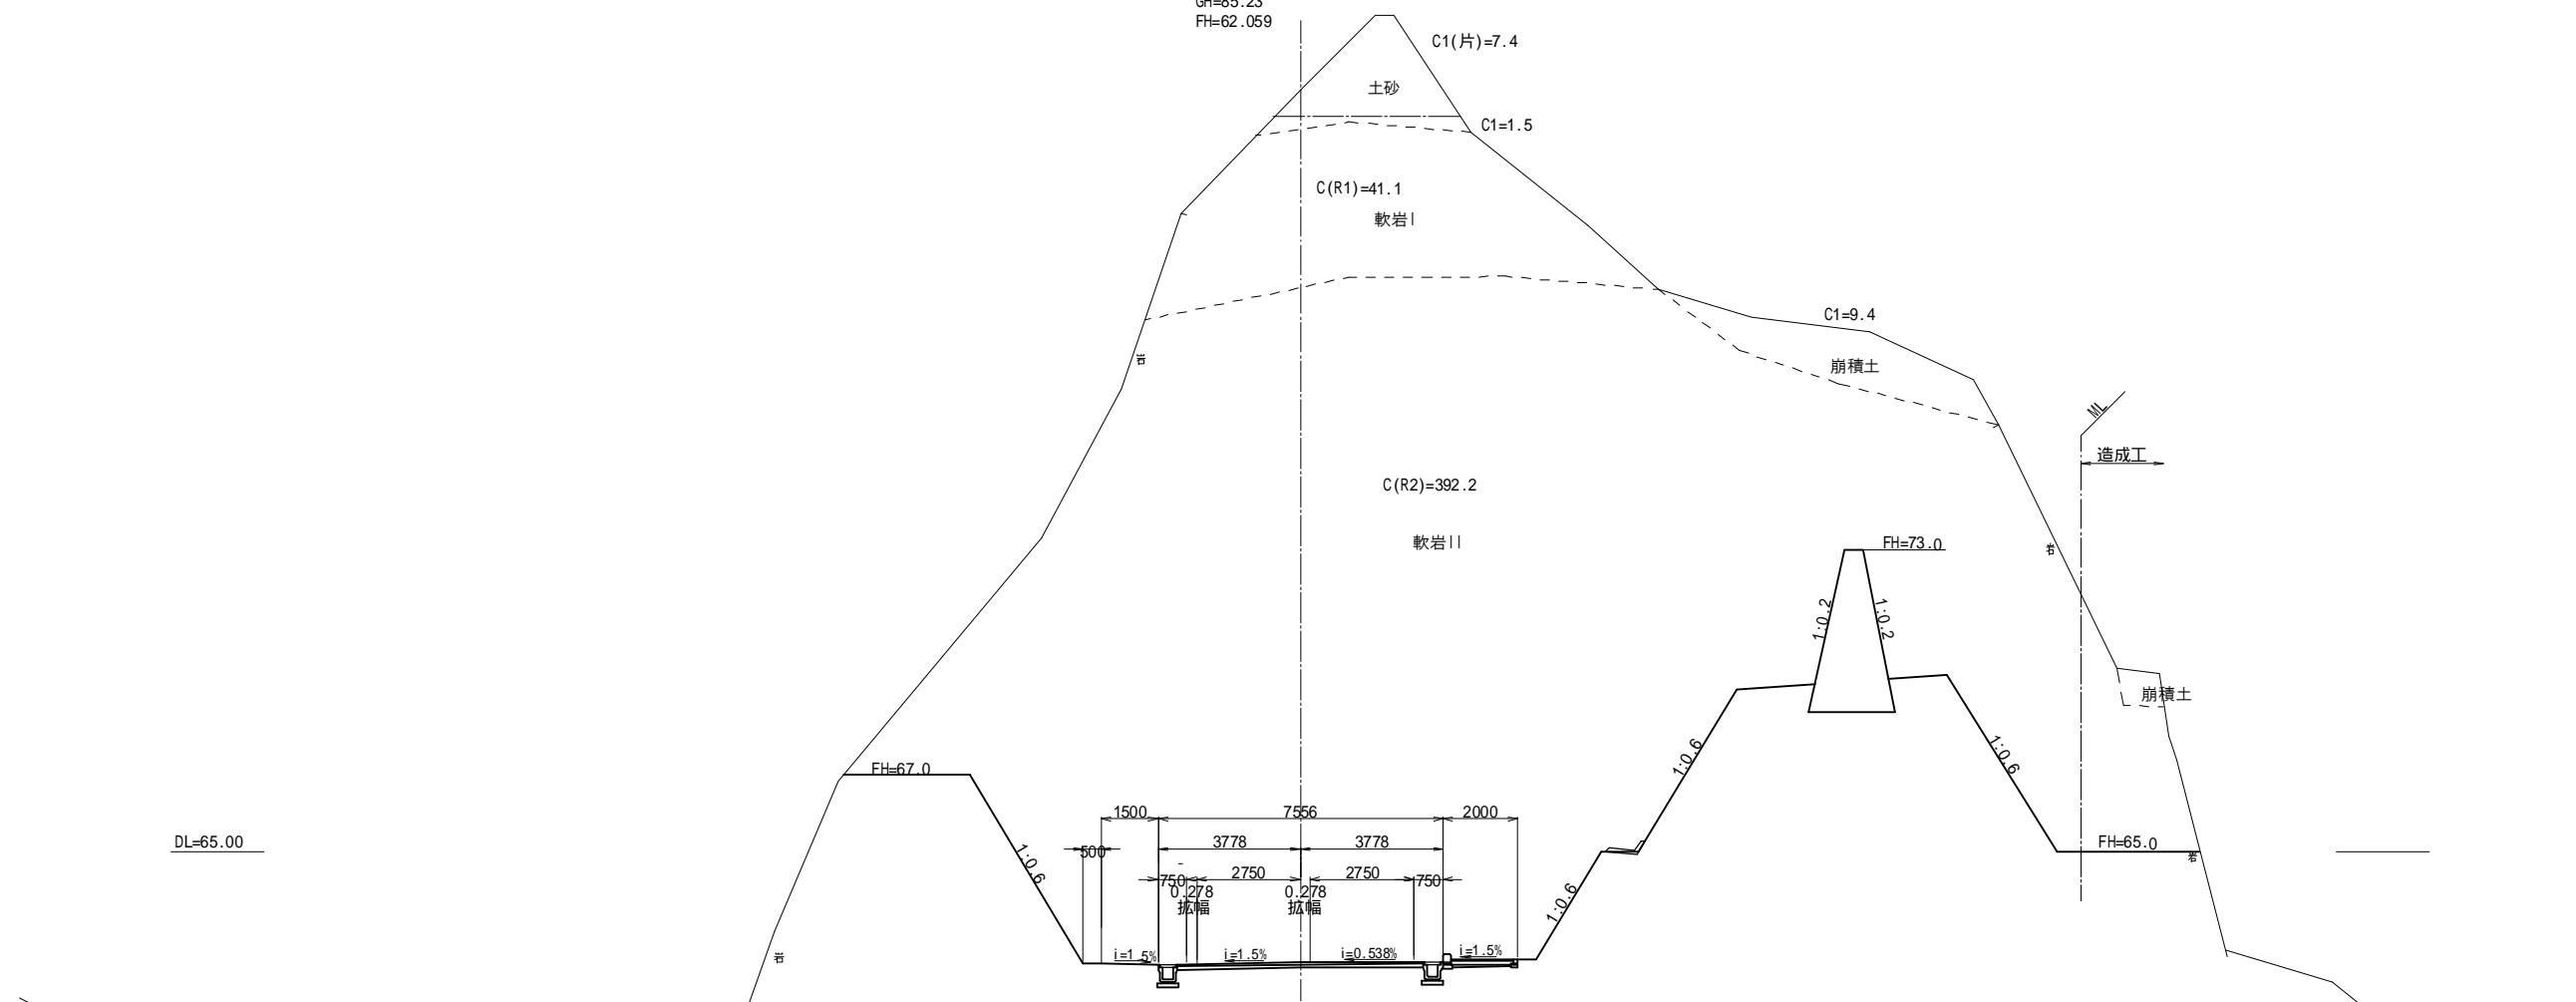 GH=85.23
FH=62.059
C1(片)=7.4
土砂
C1=1.5
C(R1)=41.1
軟岩I
C1=9.4
岩
崩積土
ML
造成工
C(R2)=392.2
軟岩II
FH=73.0
岩
1:0.2
1:0.2
崩積土
1:0.6
1:0.6
FH=67.0
1500
7556
2000
DL=65.00
3778
3778
FH=65.0
500
岩
1:0.6
750
2750
2750
750
0.278
0.278
拡幅
拡幅
1:0.6
i=1.5%
i=1.5%
i=0.538%
i=1.5%
岩